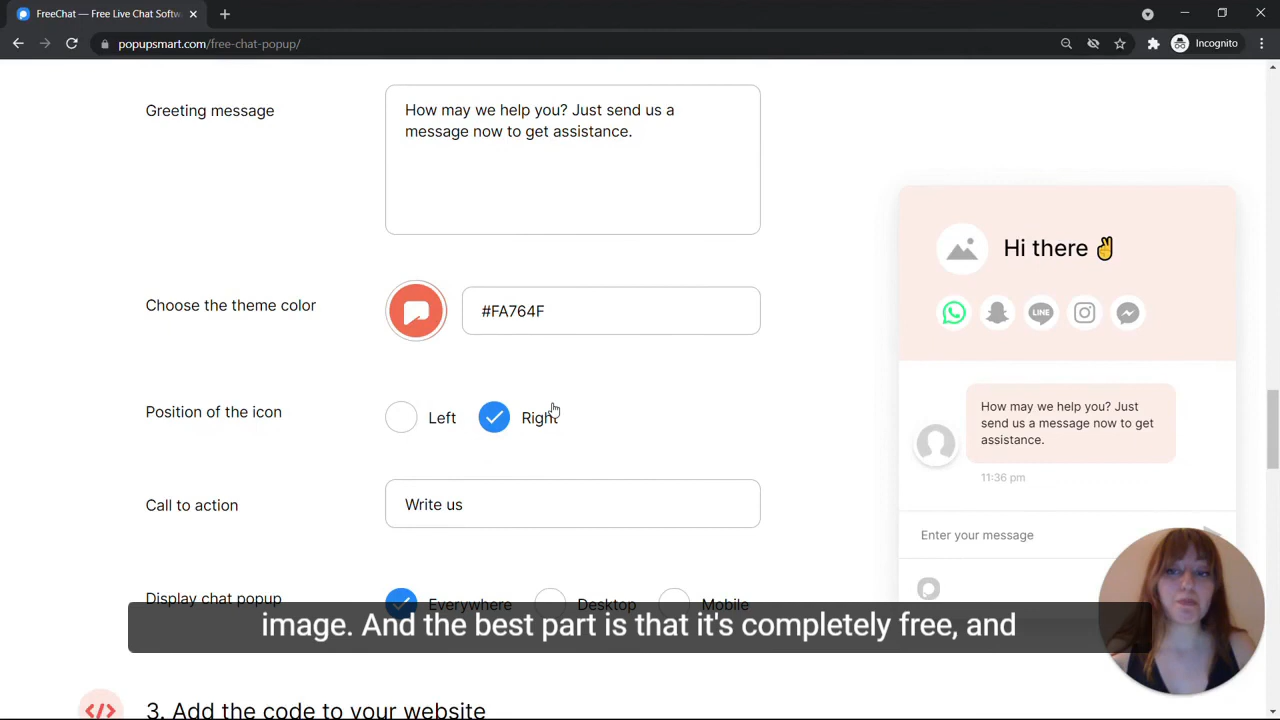 FreeChat — Free Live Chat Softw
popupsmart.com/free-chat-popup/
Incognito
Greeting message
How may we help you? Just send us a
message now to get assistance.
Choose the theme color
#FA764F
Position of the icon
Left
Right
Call to action
Write us
Display chat popup
Everywhere
Desktop
Mobile
3. Add the code to your website
Hi there ✌
LINE
How may we help you? Just
send us a message now to get
assistance.
11:36 pm
Enter your message
image. And the best part is that it's completely free, and